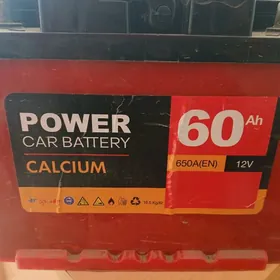 POWER
CAR BATTERY
CALCIUM
60Ah
650A(EN) 12V